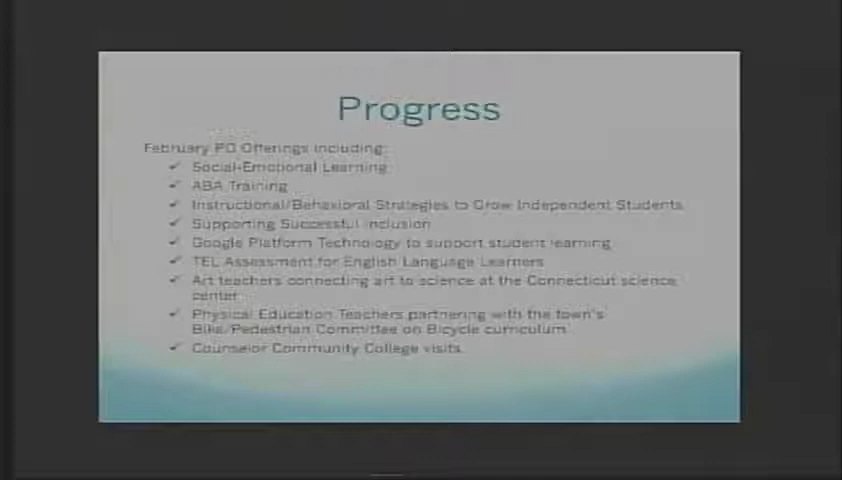 Progress
February PD Offerings including:
✓ Social-Emotional Learning
✓ ABA Training
✓ Instructional/Behavioral Strategies to Grow Independent Students
✓ Supporting Successful Inclusion
✓ Google Platform Technology to support student learning
✓ TEL Assessment for English Language Learners
✓ Art teachers connecting art to science at the Connecticut science
center
✓ Physical Education Teachers partnering with the town's
Bike/Pedestrian Committee on Bicycle curriculum
✓ Counselor Community College visits